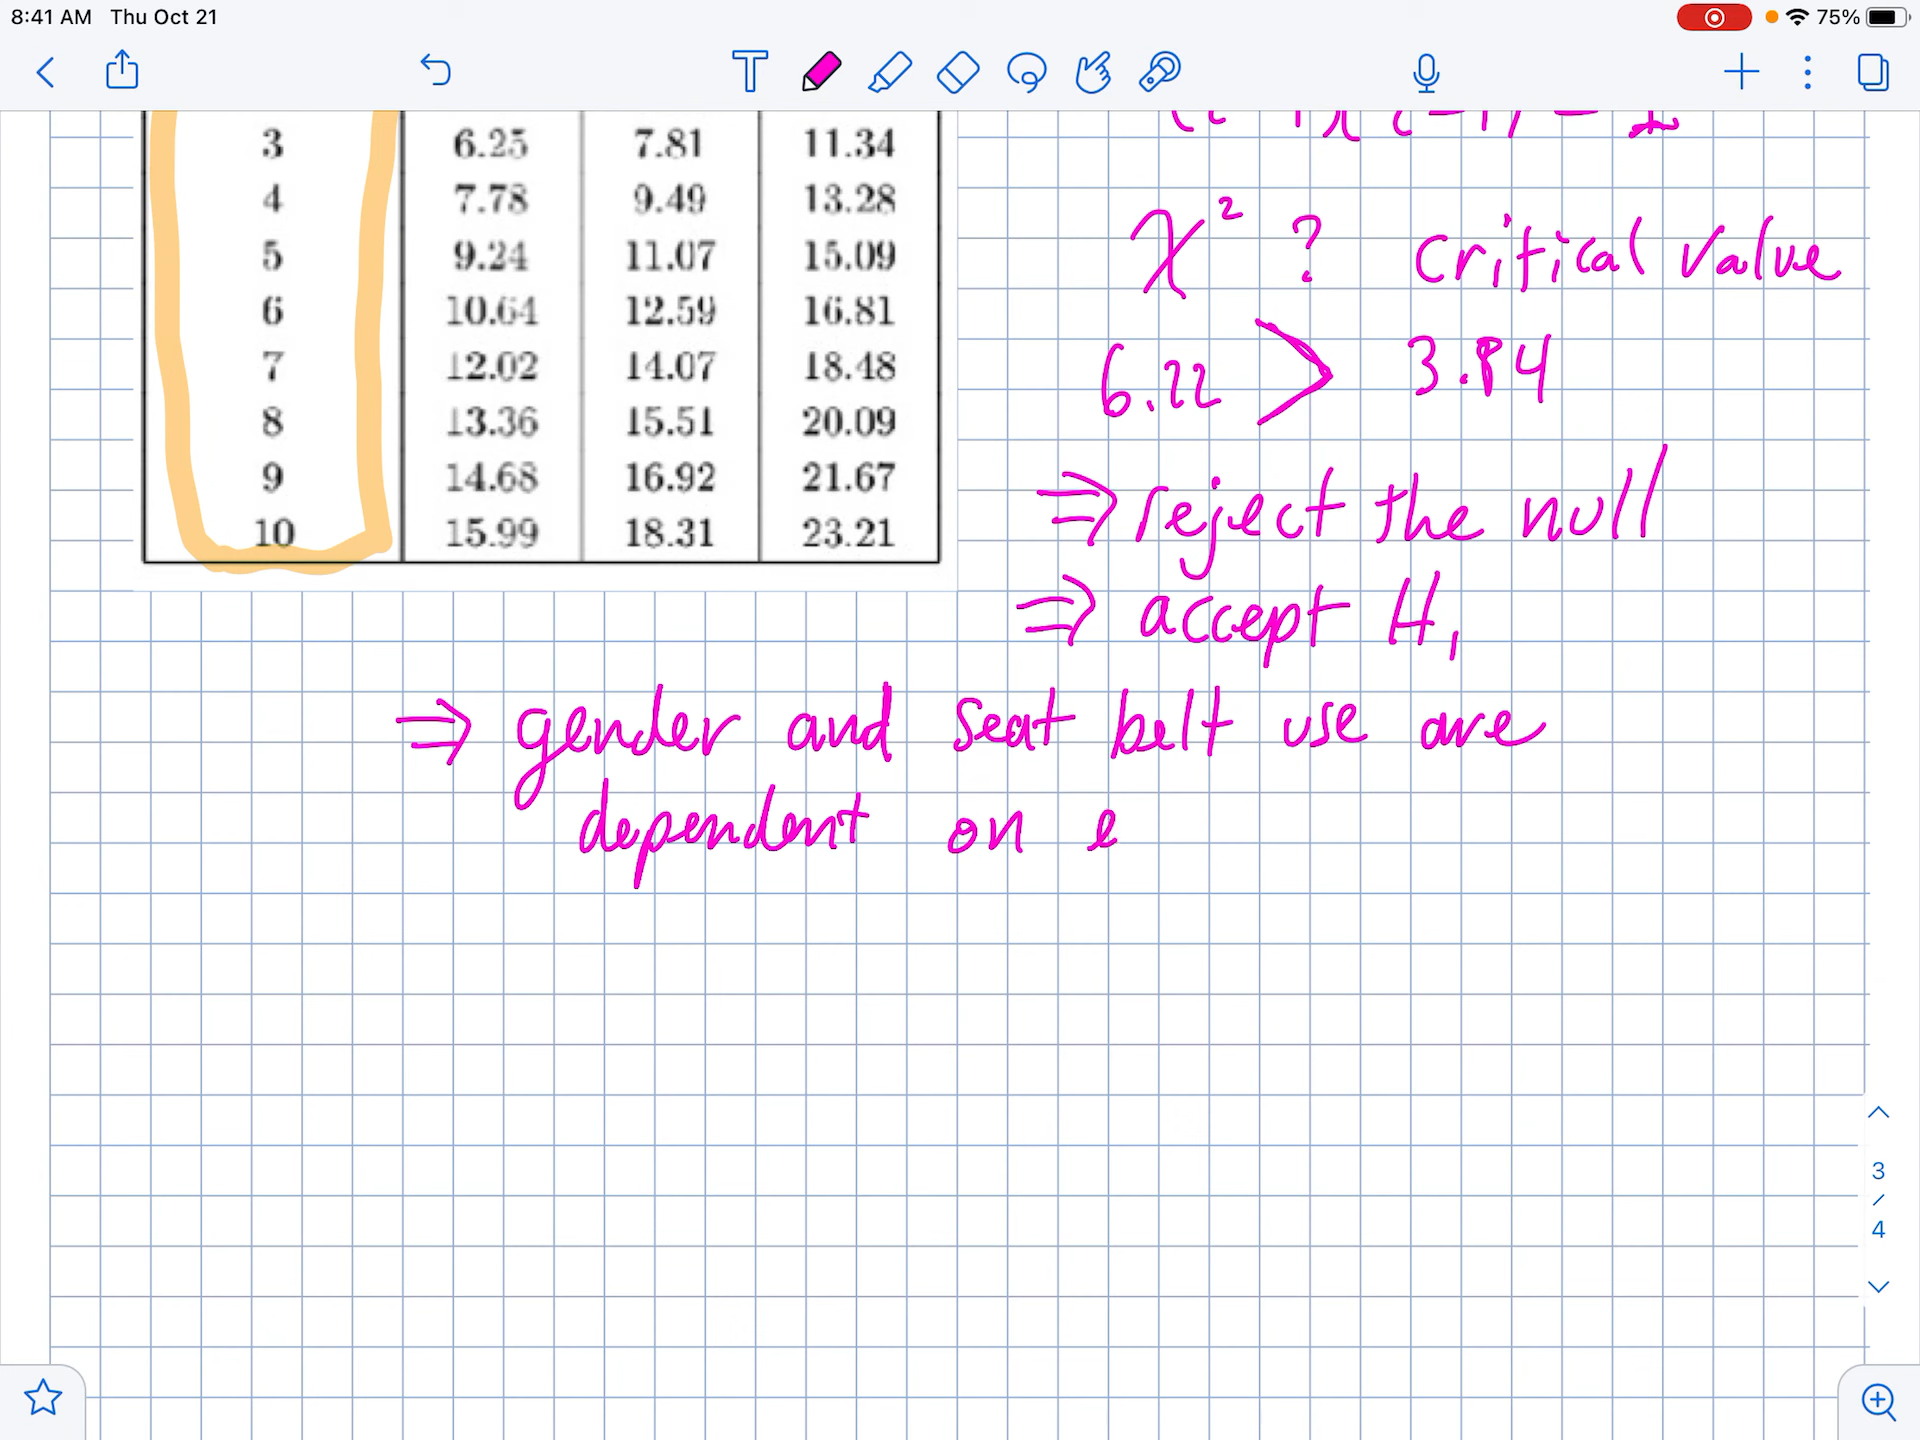 8:41 AM Thu Oct 21
75%
T
3 6.25 7.81 11.34
4 7.78 9.49 13.28
5 9.24 11.07 15.09
6 10.64 12.59 16.81
7 12.02 14.07 18.48
8 13.36 15.51 20.09
9 14.68 16.92 21.67
10 15.99 18.31 23.21
χ² ? critical value
6.22 > 3.84
⇒ reject the null
⇒ accept H₁
⇒ gender and seat belt use are
dependent on e
3
/
4